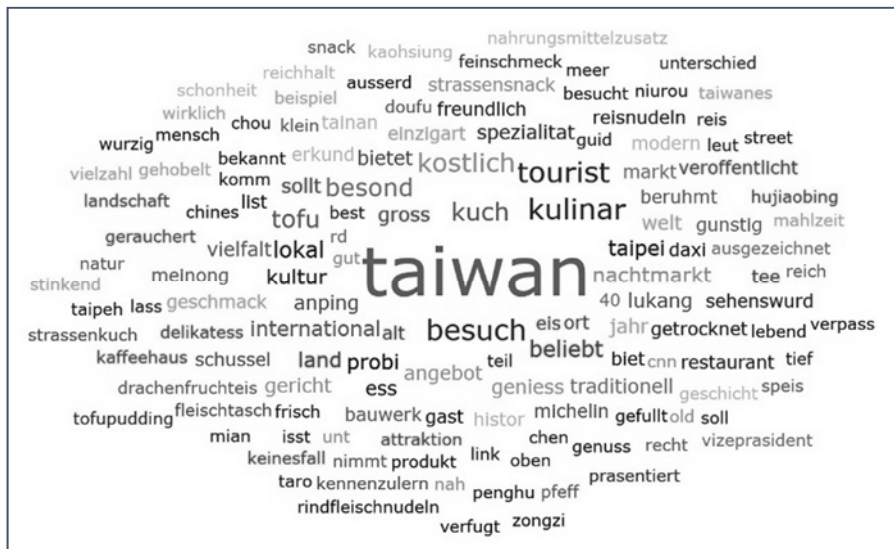 nahrungsmittelzusatz
snack kaohsiung feinschmeck meer unterschied
reichhalt ausserd strassensnack besucht niurou taiwanes
schonheit beispiel doufu freundlich reisnudeln reis
wirklich chou klein tainan einzigart spezialitat guid modern leut street
wurzig mensch bekannt erkund bietet kostlich tourist markt veroffentlicht
vielzahl gehobelt komm sollt besond beruhmt hujiaobing
landschaft chines list tofu best gross kuch kulinar welt gunstig mahlzeit
gerauchert vielfalt lokal rd gut taiwan taipei daxi ausgezeichnet
natur meinong kultur nachtmarkt tee reich
stinkend
taipeh lass geschmack anping 40 lukang sehenswurd
strassenkuch delikatess international alt besuch eis ort jahr getrocknet lebend verpass
kaffeehaus schussel land probi teil beliebt biet cnn restaurant tief
drachenfruchteis gericht ess angebot geniess traditionell geschicht speis
tofupudding fleischtasch frisch bauwerk gast histor michelin gefullt old soll
mian isst unt attraktion link chen genuss recht vizeprasident
keinesfall nimmt produkt oben
taro kennenzulern nah penghu pfeff prasentiert
rindfleischnudeln verfugt zongzi